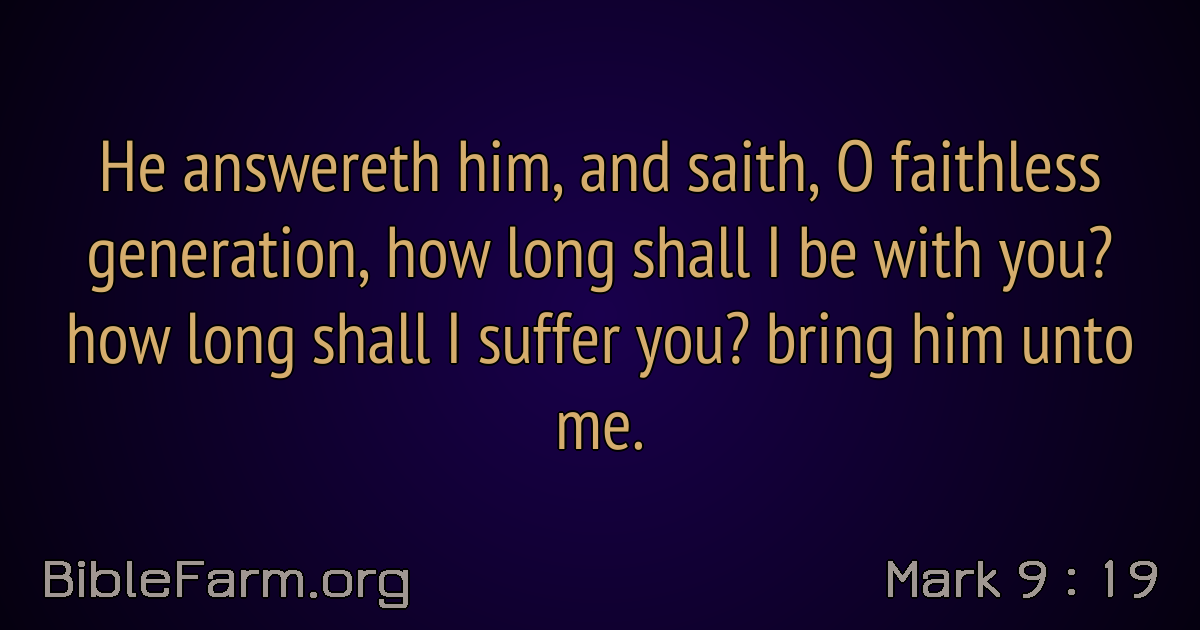 He answereth him, and saith, O faithless
generation, how long shall I be with you?
how long shall I suffer you? bring him unto
me.
BibleFarm.org
Mark 9 : 19